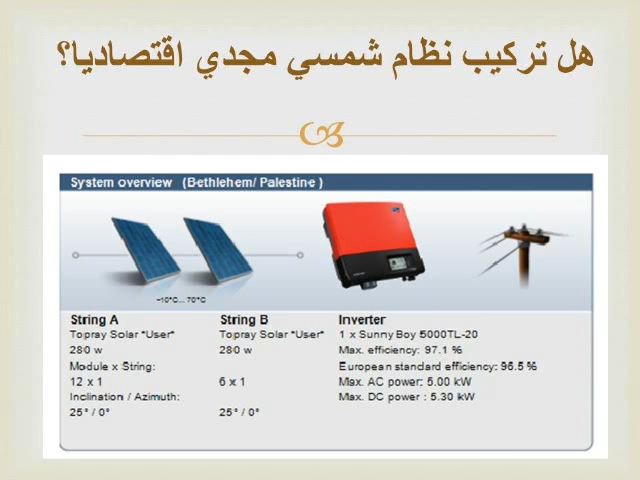 هل تركيب نظام شمسي مجدي اقتصاديا؟
System overview (Bethlehem/ Palestine )
-10°C... 70°C
String A String B Inverter
Topray Solar "User" Topray Solar "User" 1 x Sunny Boy 5000TL-20
280 w 280 w Max. efficiency: 97.1 %
Module x String: European standard efficiency: 96.5 %
12 x 1 6 x 1 Max. AC power: 5.00 kW
Inclination / Azimuth: Max. DC power : 5.30 kW
25° / 0° 25° / 0°